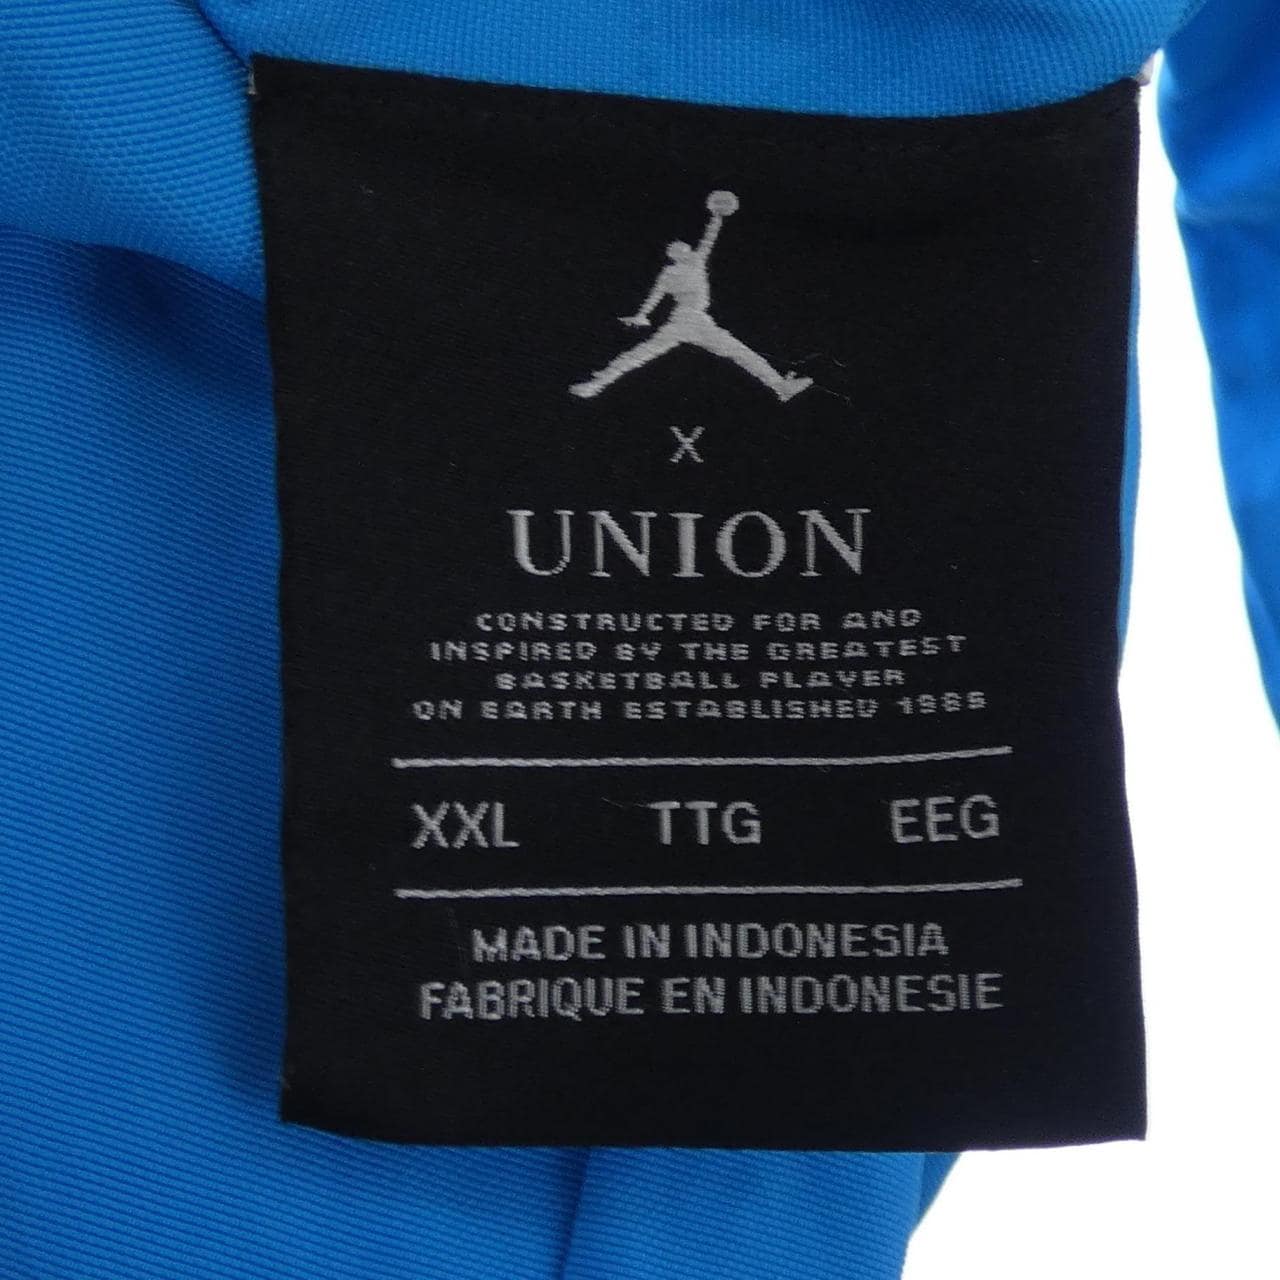 X
UNION
CONSTRUCTED FOR AND
INSPIRED BY THE GREATEST
BASKETBALL PLAYER
ON EARTH ESTABLISHED 1985
XXL TTG EEG
MADE IN INDONESIA
FABRIQUE EN INDONESIE